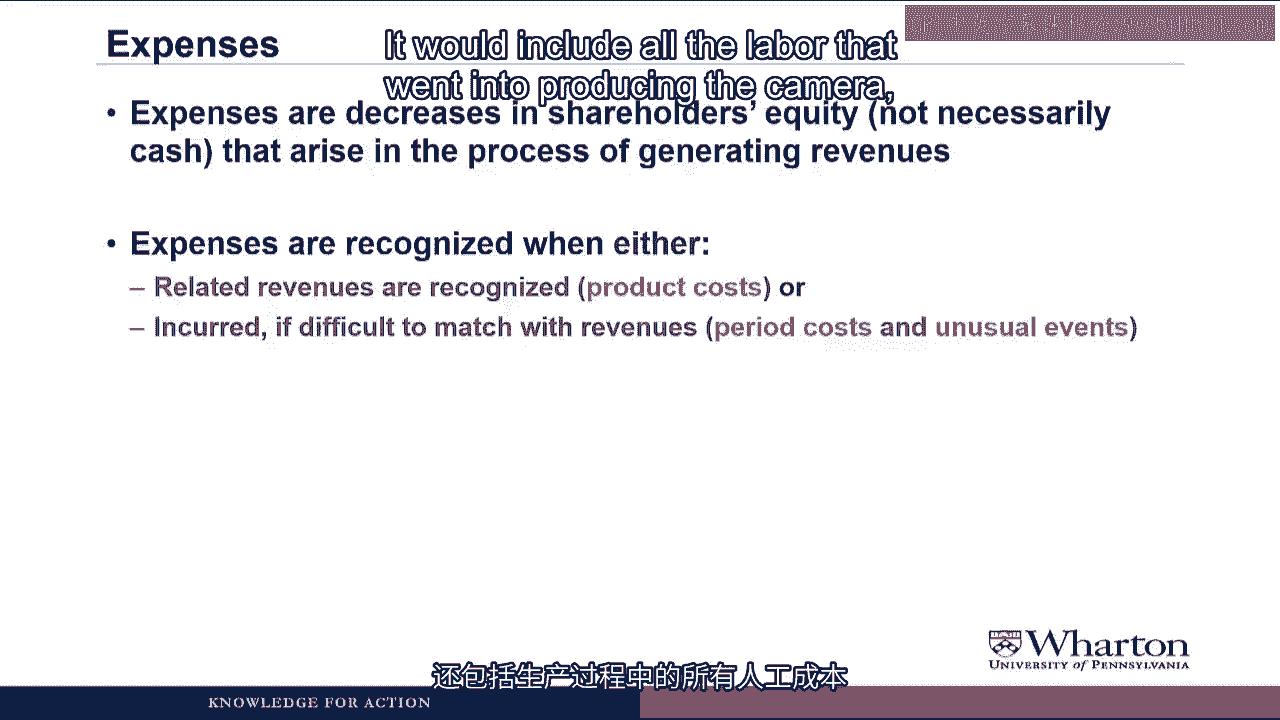 Expenses
It would include all the labor that
went into producing the camera,
• Expenses are decreases in shareholders’ equity (not necessarily
cash) that arise in the process of generating revenues
• Expenses are recognized when either:
– Related revenues are recognized (product costs) or
– Incurred, if difficult to match with revenues (period costs and unusual events)
Wharton
UNIVERSITY of PENNSYLVANIA
还包括生产过程中的所有人工成本
KNOWLEDGE FOR ACTION